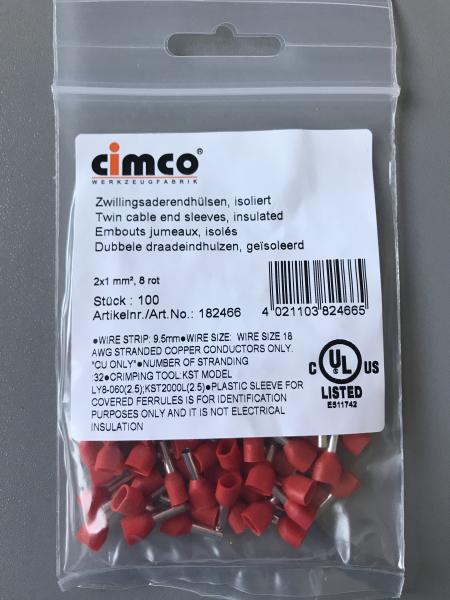 cimco®
WERKZEUGFABRIK
Zwillingsaderendhülsen, isoliert
Twin cable end sleeves, insulated
Embouts jumeaux, isolés
Dubbele draadeindhulzen, geïsoleerd
2x1 mm², 8 rot
Stück : 100
Artikelnr./Art.No.: 182466
4 021103 824665
●WIRE STRIP: 9.5mm●WIRE SIZE: WIRE SIZE 18
AWG STRANDED COPPER CONDUCTORS ONLY.
"CU ONLY"●NUMBER OF STRANDING
:32●CRIMPING TOOL:KST MODEL
LY8-060(2.5);KST2000L(2.5)●PLASTIC SLEEVE FOR
COVERED FERRULES IS FOR IDENTIFICATION
PURPOSES ONLY AND IT IS NOT ELECTRICAL
INSULATION
C UL® US
LISTED
E511742